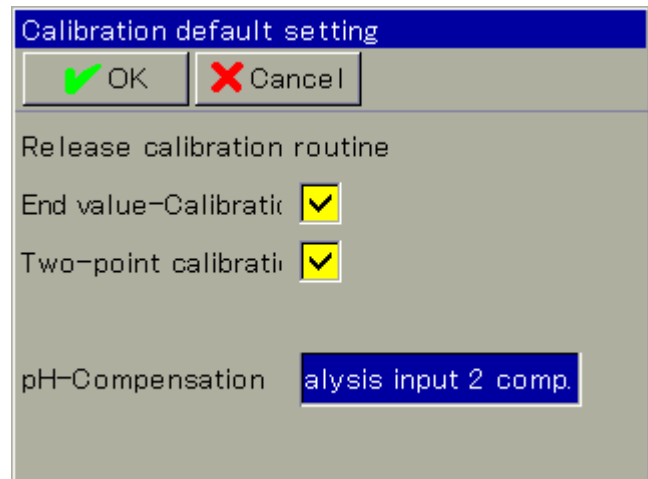 Calibration default setting
OK Cancel
Release calibration routine
End value-Calibratic
Two-point calibrati
pH-Compensation alysis input 2 comp.